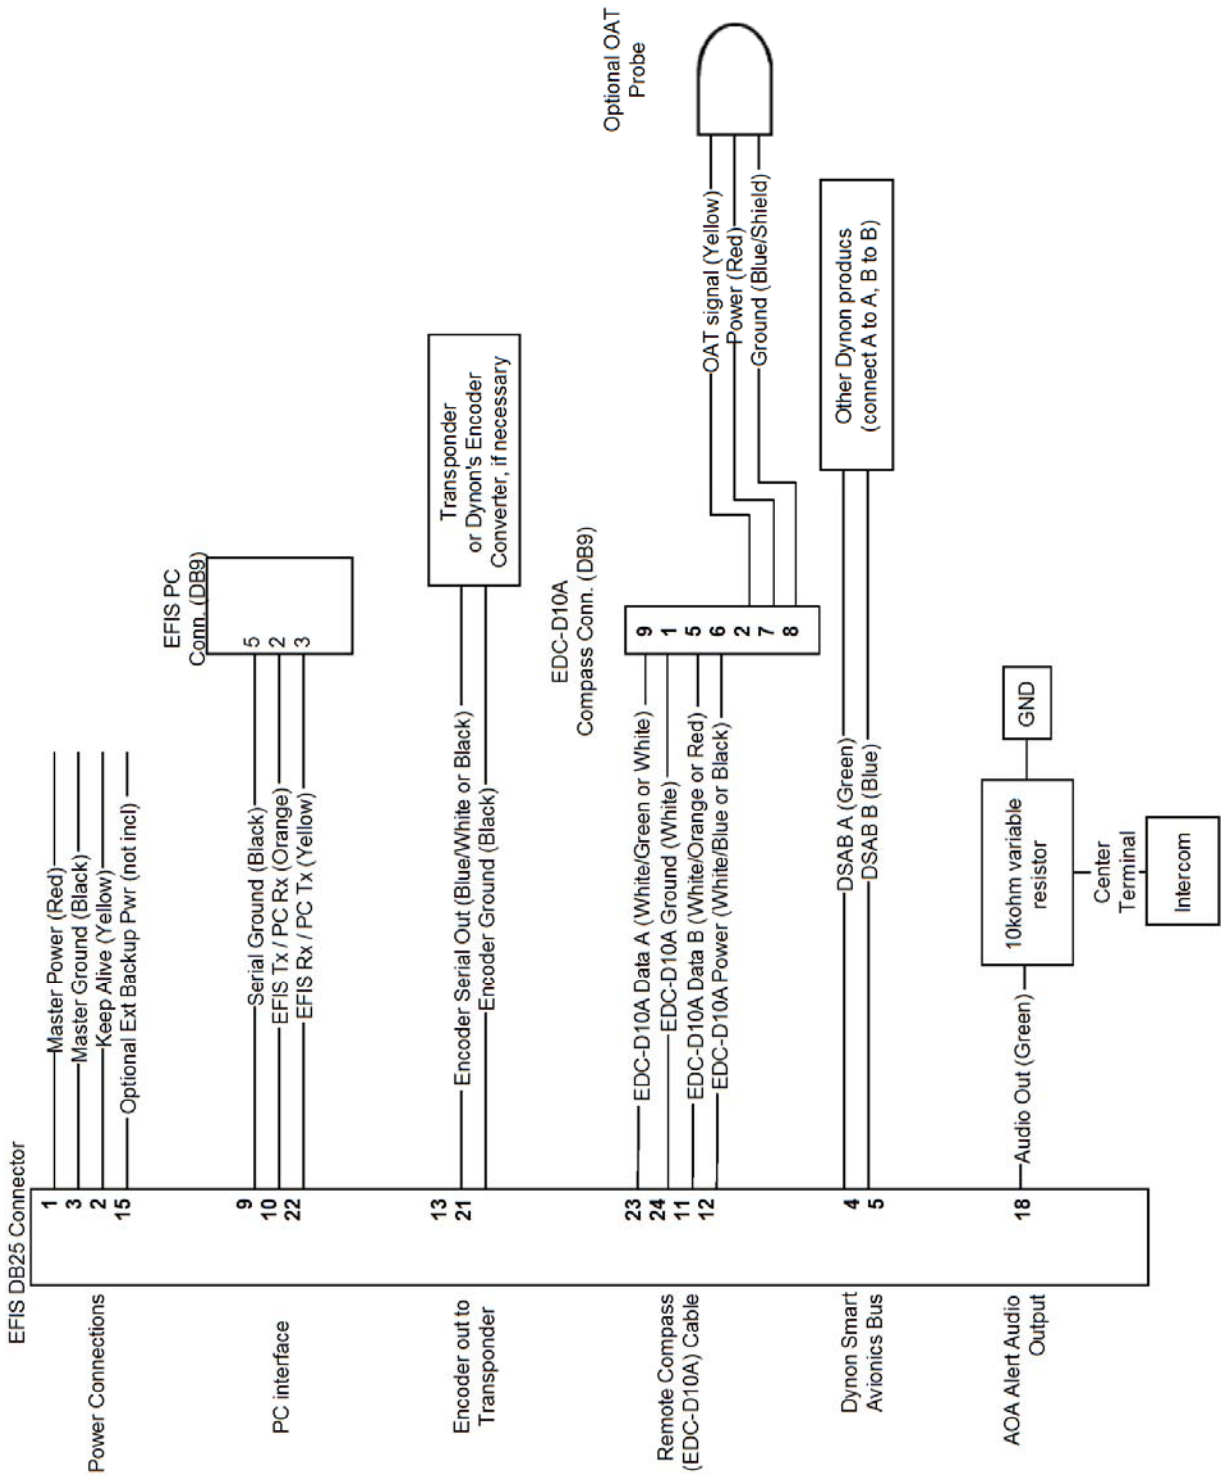 EFIS DB25 Connector
Power Connections
1
Master Power (Red)
3
Master Ground (Black)
2
Keep Alive (Yellow)
15
Optional Ext Backup Pwr (not incl)
PC interface
9
Serial Ground (Black)
5
10
EFIS Tx / PC Rx (Orange)
2
22
EFIS Rx / PC Tx (Yellow)
3
EFIS PC
Conn. (DB9)
Encoder out to
Transponder
13
Encoder Serial Out (Blue/White or Black)
21
Encoder Ground (Black)
Transponder
or Dynon's Encoder
Converter, if necessary
Remote Compass
(EDC-D10A) Cable
23
EDC-D10A Data A (White/Green or White)
9
24
EDC-D10A Ground (White)
1
11
EDC-D10A Data B (White/Orange or Red)
5
12
EDC-D10A Power (White/Blue or Black)
6
2
7
8
EDC-D10A
Compass Conn. (DB9)
OAT signal (Yellow)
Power (Red)
Ground (Blue/Shield)
Optional OAT
Probe
Dynon Smart
Avionics Bus
4
DSAB A (Green)
5
DSAB B (Blue)
Other Dynon producs
(connect A to A, B to B)
AOA Alert Audio
Output
18
Audio Out (Green)
10kohm variable
resistor
GND
Center
Terminal
Intercom